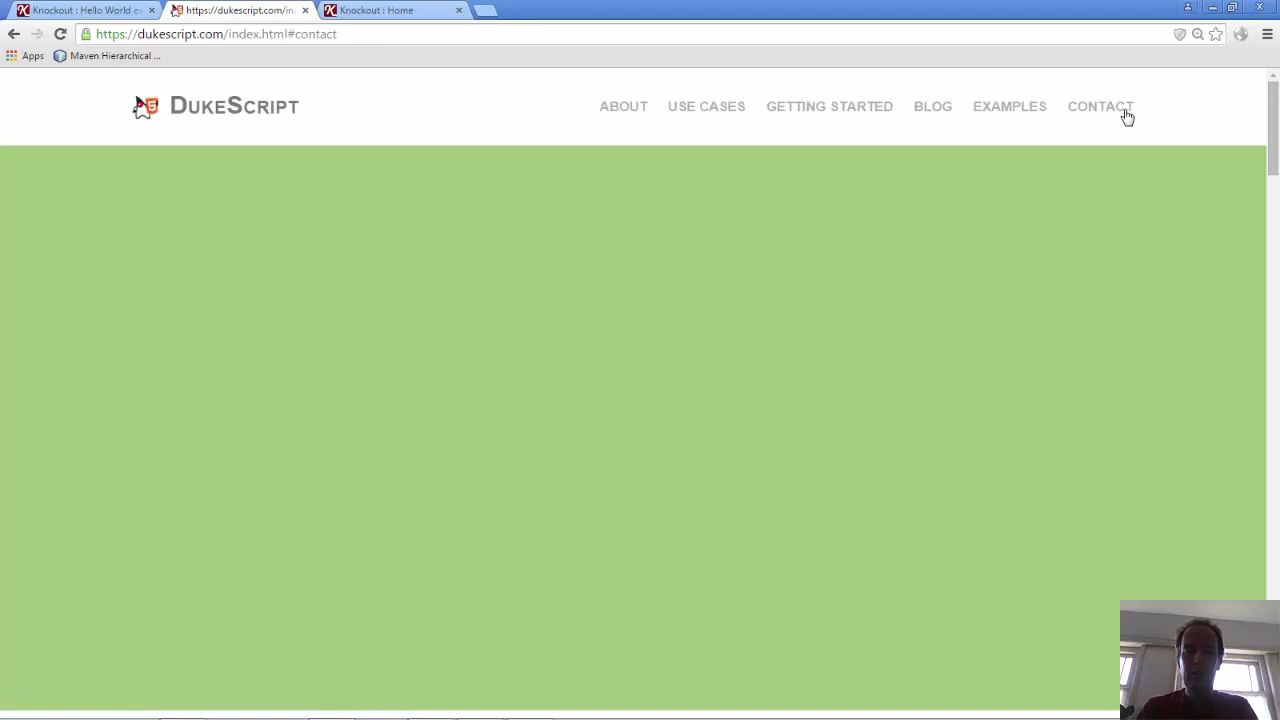 Knockout : Hello World e
https://dukescript.com/in
Knockout : Home
https://dukescript.com/index.html#contact
Apps
Maven Hierarchical ...
DUKESCRIPT
ABOUT
USE CASES
GETTING STARTED
BLOG
EXAMPLES
CONTACT